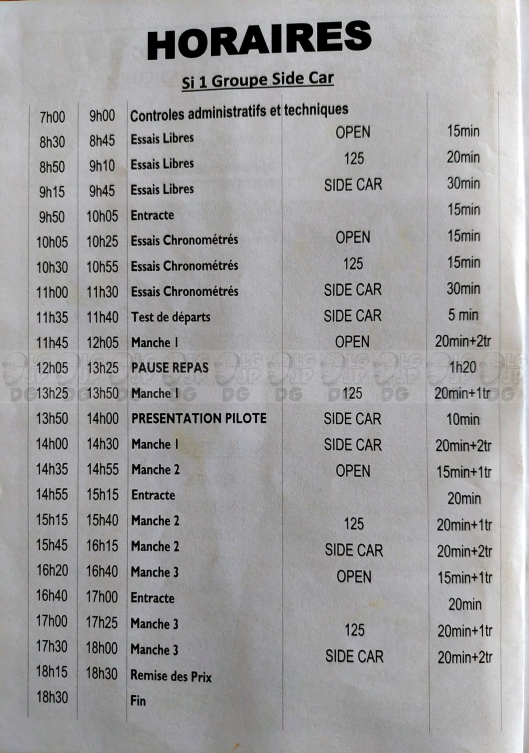 HORAIRES
Si 1 Groupe Side Car
7h00 9h00 Controles administratifs et techniques
8h30 8h45 Essais Libres OPEN 15min
8h50 9h10 Essais Libres 125 20min
9h15 9h45 Essais Libres SIDE CAR 30min
9h50 10h05 Entracte 15min
10h05 10h25 Essais Chronométrés OPEN 15min
10h30 10h55 Essais Chronométrés 125 15min
11h00 11h30 Essais Chronométrés SIDE CAR 30min
11h35 11h40 Test de départs SIDE CAR 5 min
11h45 12h05 Manche 1 OPEN 20min+2tr
12h05 13h25 PAUSE REPAS 1h20
13h25 13h50 Manche 1 125 20min+1tr
13h50 14h00 PRESENTATION PILOTE SIDE CAR 10min
14h00 14h30 Manche 1 SIDE CAR 20min+2tr
14h35 14h55 Manche 2 OPEN 15min+1tr
14h55 15h15 Entracte 20min
15h15 15h40 Manche 2 125 20min+1tr
15h45 16h15 Manche 2 SIDE CAR 20min+2tr
16h20 16h40 Manche 3 OPEN 15min+1tr
16h40 17h00 Entracte 20min
17h00 17h25 Manche 3 125 20min+1tr
17h30 18h00 Manche 3 SIDE CAR 20min+2tr
18h15 18h30 Remise des Prix
18h30 Fin